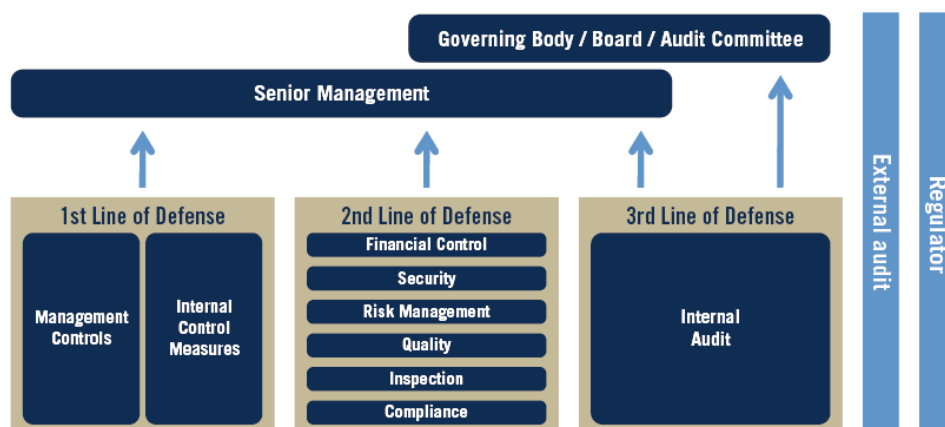 Governing Body / Board / Audit Committee
Senior Management
1st Line of Defense
Management
Controls
Internal
Control
Measures
2nd Line of Defense
Financial Control
Security
Risk Management
Quality
Inspection
Compliance
3rd Line of Defense
Internal
Audit
External audit
Regulator